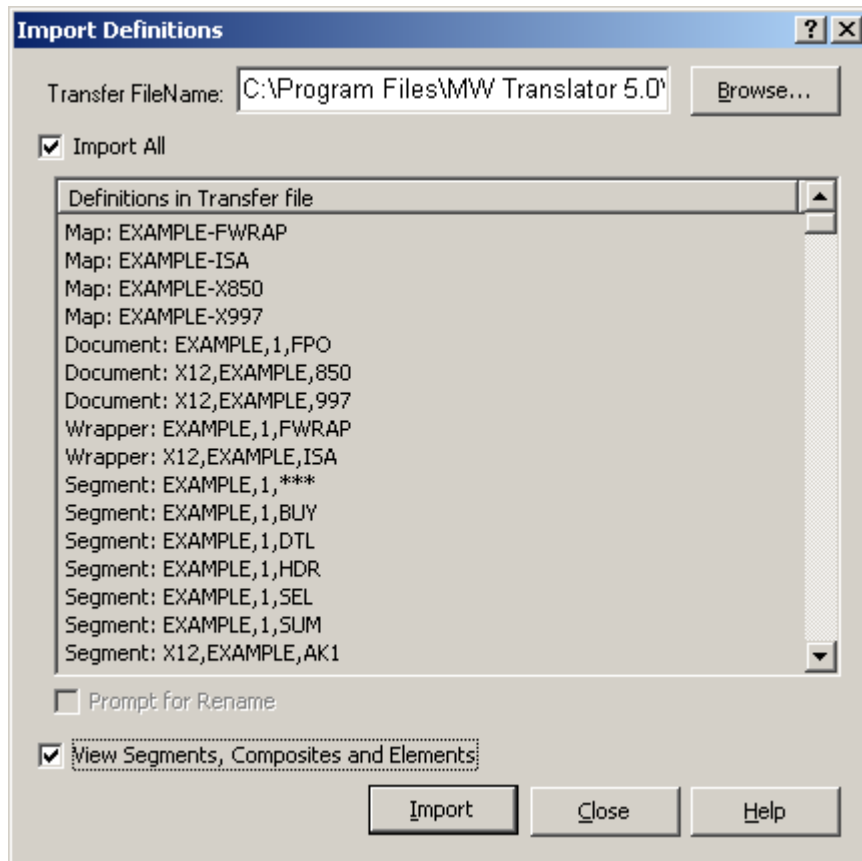 Import Definitions
Transfer FileName: C:\Program Files\MW Translator 5.0\ Browse...
Import All
Definitions in Transfer file
Map: EXAMPLE-FWRAP
Map: EXAMPLE-ISA
Map: EXAMPLE-X850
Map: EXAMPLE-X997
Document: EXAMPLE,1,FPO
Document: X12,EXAMPLE,850
Document: X12,EXAMPLE,997
Wrapper: EXAMPLE,1,FWRAP
Wrapper: X12,EXAMPLE,ISA
Segment: EXAMPLE,1,***
Segment: EXAMPLE,1,BUY
Segment: EXAMPLE,1,DTL
Segment: EXAMPLE,1,HDR
Segment: EXAMPLE,1,SEL
Segment: EXAMPLE,1,SUM
Segment: X12,EXAMPLE,AK1
Prompt for Rename
View Segments, Composites and Elements
Import Close Help